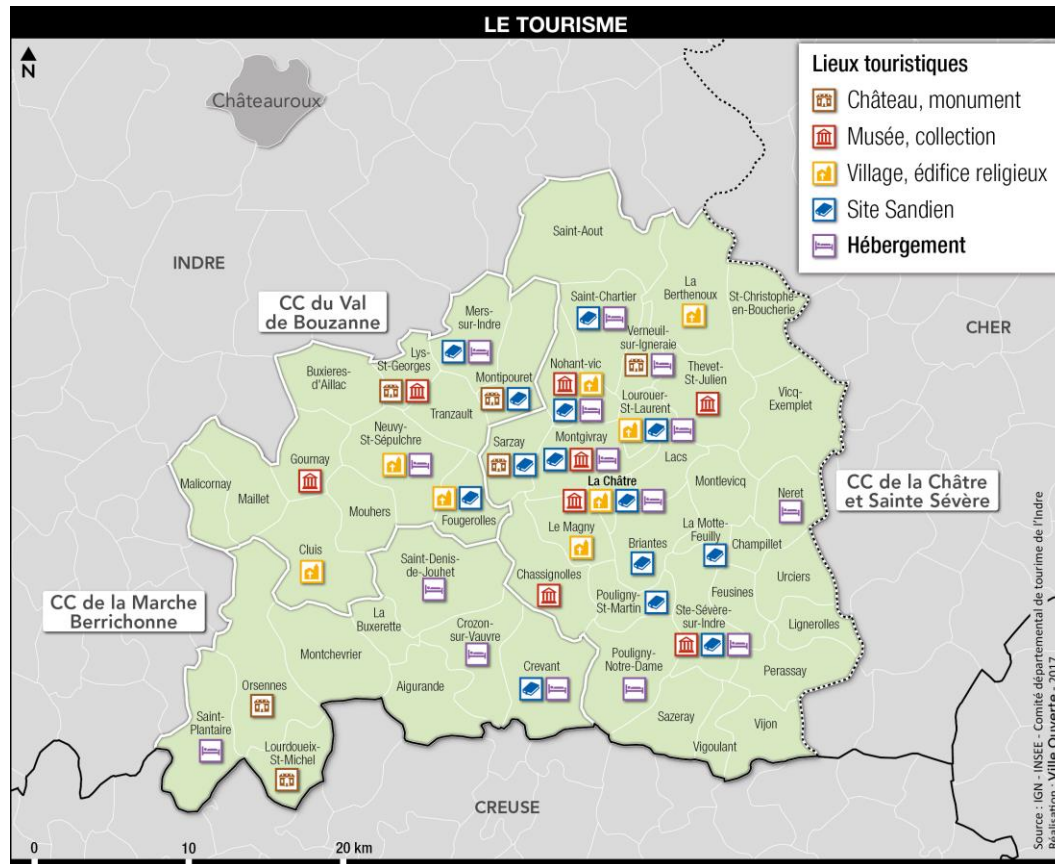 LE TOURISME
N
Châteauroux
Lieux touristiques
Château, monument
Musée, collection
Village, édifice religieux
Site Sandien
Hébergement
INDRE
CHER
CREUSE
CC du Val
de Bouzanne
CC de la Châtre
et Sainte Sévère
CC de la Marche
Berrichonne
Saint-Aout
Saint-Chartier
La
Berthenoux
St-Christophe-
en-Boucherie
Mers-
sur-Indre
Verneuil-
sur-Igneraie
Lys-
St-Georges
Nohant-vic
Thevet-
St-Julien
Buxieres-
d'Aillac
Montipouret
Vicq-
Exemplet
Tranzault
Lourouer-
St-Laurent
Neuvy-
St-Sépulchre
Sarzay
Montgivray
Lacs
Gournay
Malicornay
Maillet
La Châtre
Montlevicq
Neret
Mouhers
Fougerolles
Le Magny
Briantes
La Motte-
Feuilly
Champillet
Cluis
Saint-Denis-
de-Jouhet
Chassignolles
Urciers
Pouligny-
St-Martin
Feusines
La
Buxerette
Ste-Sévère-
sur-Indre
Lignerolles
Crozon-
sur-Vauvre
Montchevrier
Pouligny-
Notre-Dame
Perassay
Crevant
Aigurande
Orsennes
Saint-
Plantaire
Sazeray
Vijon
Lourdoueix-
St-Michel
Vigoulant
0
10
20 km
Source : IGN - INSEE - Comité départemental de tourime de l'Indre
Réalisation : Ville Ouverte, 2017